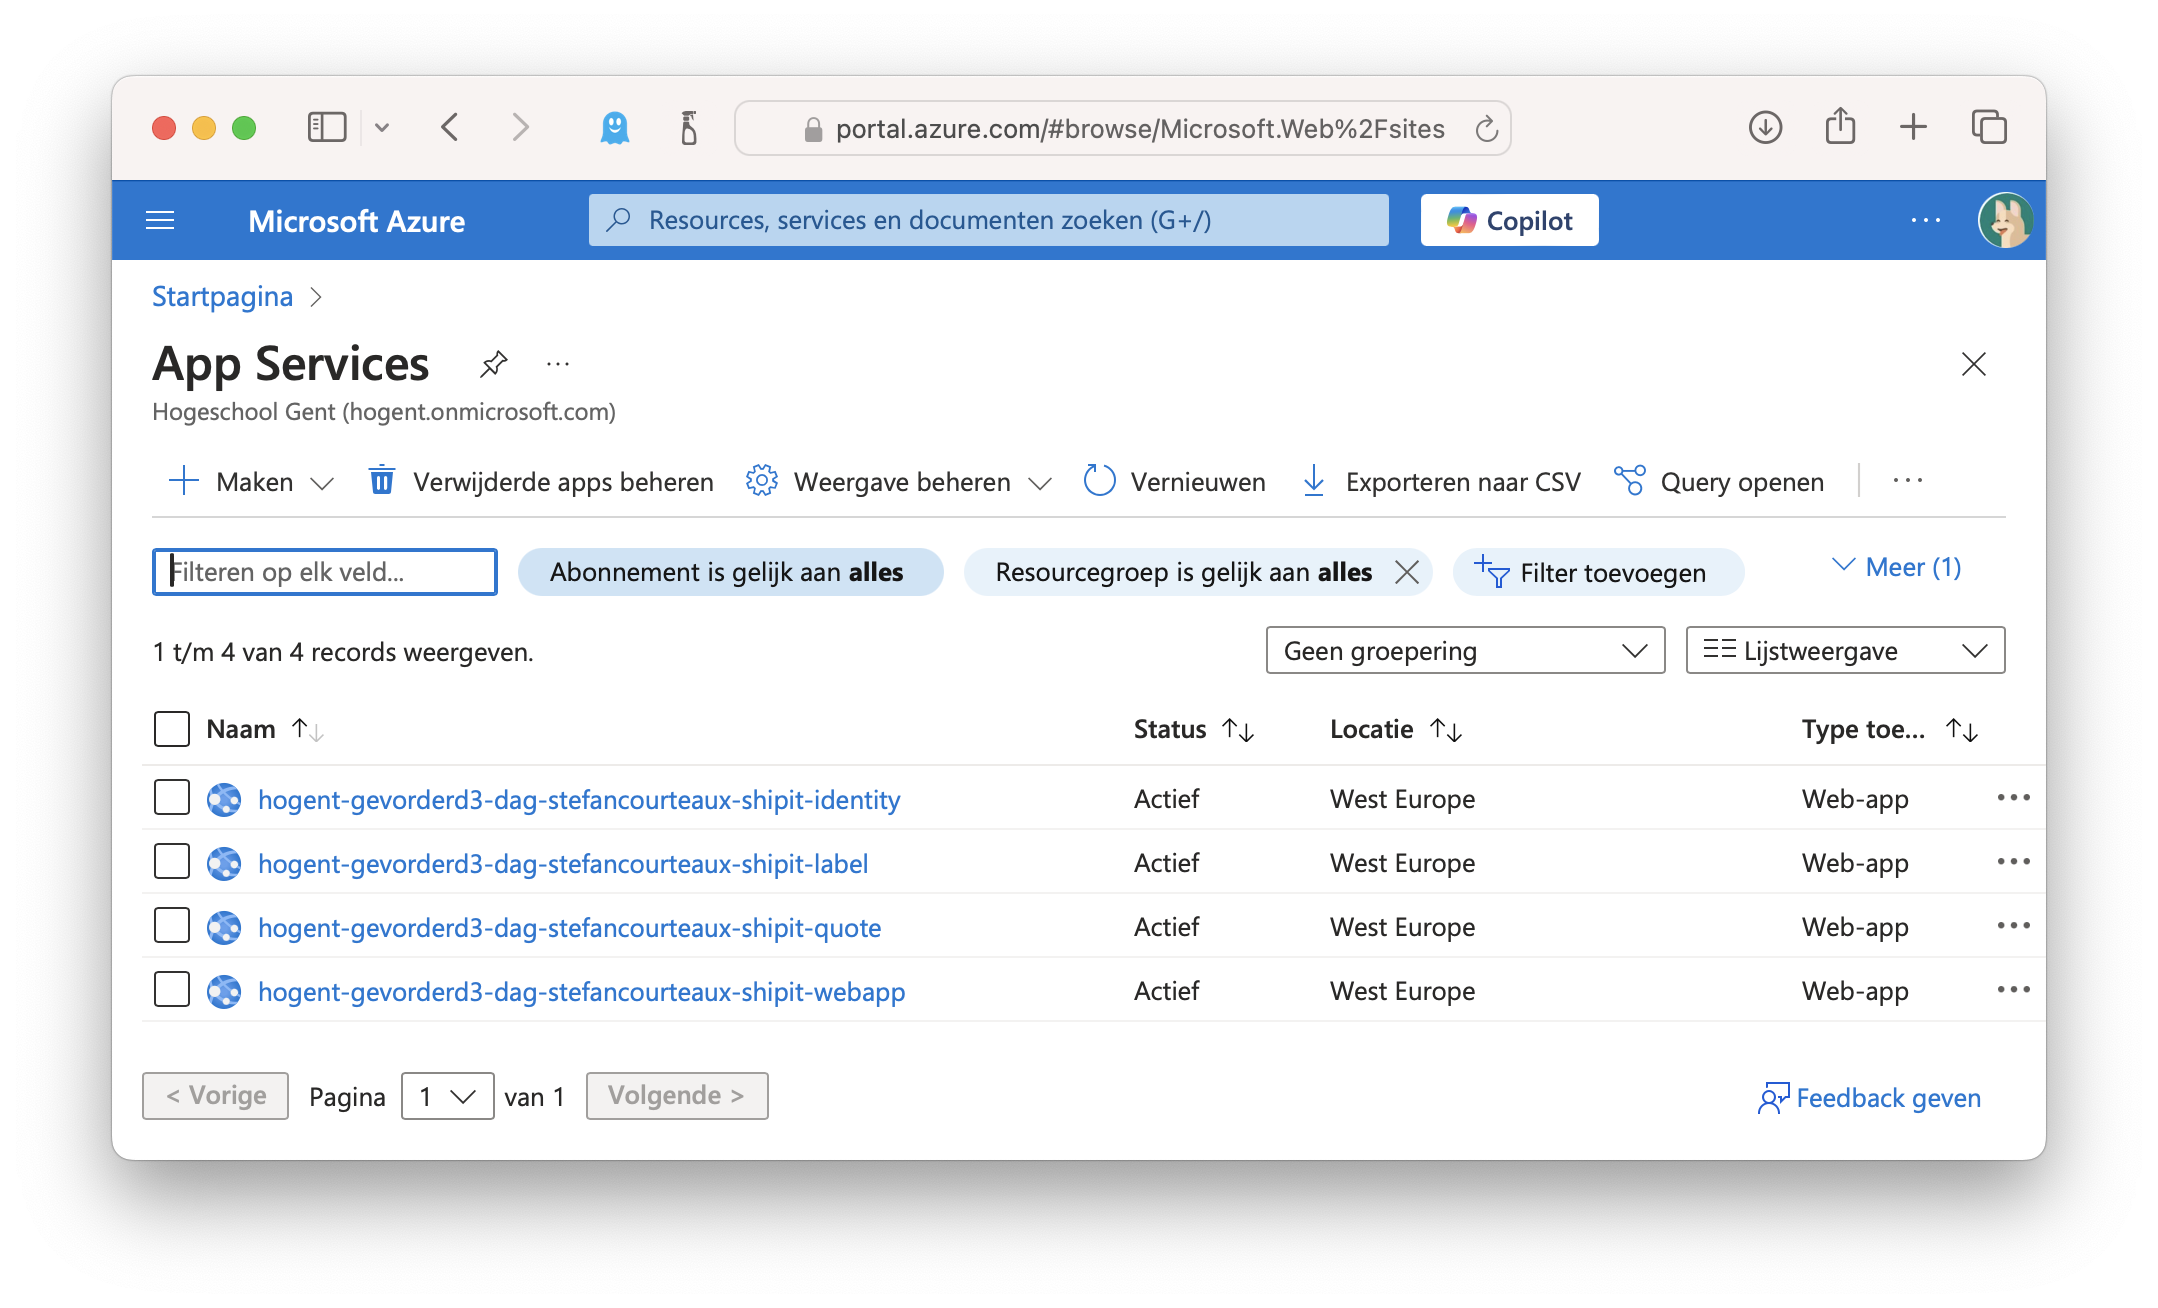 portal.azure.com/#browse/Microsoft.Web%2Fsites
Microsoft Azure
Resources, services en documenten zoeken (G+/)
Copilot
Startpagina
App Services
Hogeschool Gent (hogent.onmicrosoft.com)
Maken
Verwijderde apps beheren
Weergave beheren
Vernieuwen
Exporteren naar CSV
Query openen
Filteren op elk veld...
Abonnement is gelijk aan alles
Resourcegroep is gelijk aan alles
Filter toevoegen
Meer (1)
1 t/m 4 van 4 records weergeven.
Geen groepering
Lijstweergave
Naam Status Locatie Type toe...
hogent-gevorderd3-dag-stefancourteaux-shipit-identity Actief West Europe Web-app
hogent-gevorderd3-dag-stefancourteaux-shipit-label Actief West Europe Web-app
hogent-gevorderd3-dag-stefancourteaux-shipit-quote Actief West Europe Web-app
hogent-gevorderd3-dag-stefancourteaux-shipit-webapp Actief West Europe Web-app
< Vorige Pagina 1 van 1 Volgende >
Feedback geven